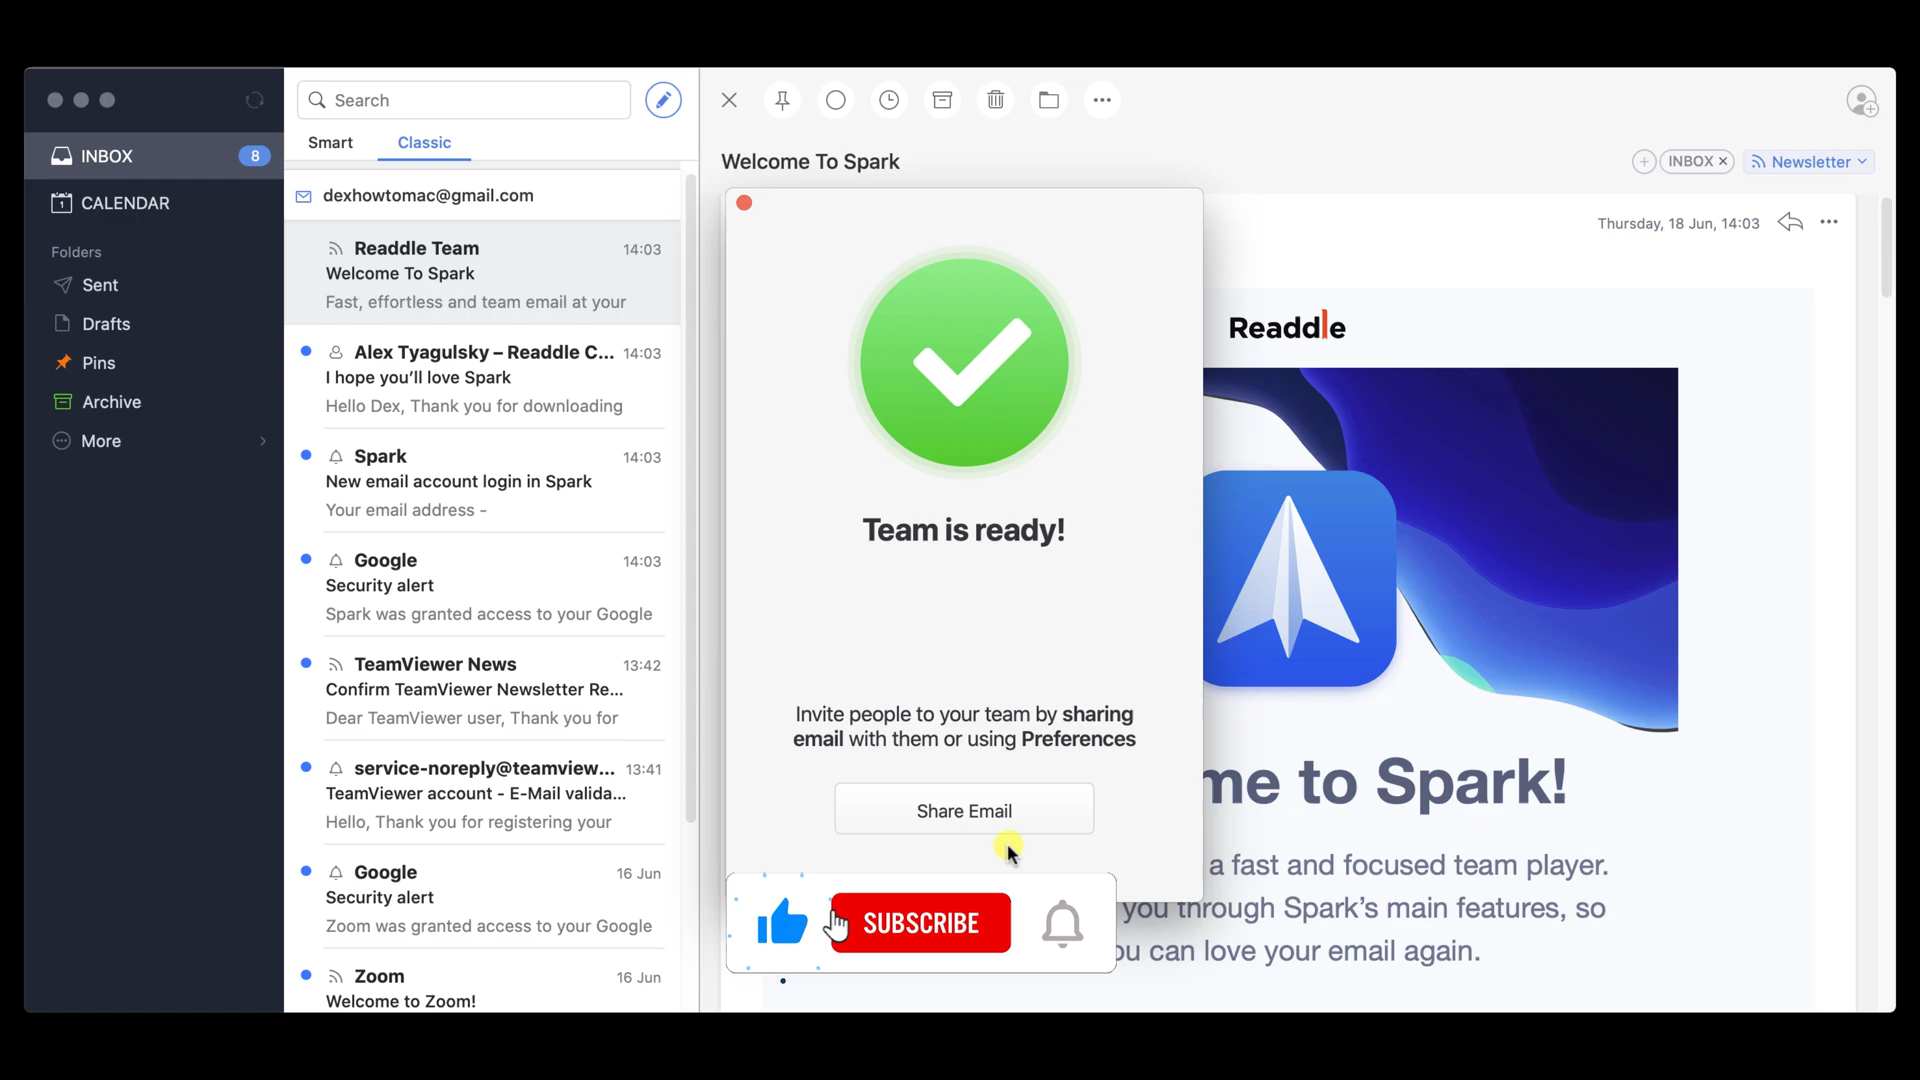 Search
Smart
Classic
INBOX
8
1
CALENDAR
Folders
Sent
Drafts
Pins
Archive
More
dexhowtomac@gmail.com
Readdle Team 14:03
Welcome To Spark
Fast, effortless and team email at your
Alex Tyagulsky – Readdle C... 14:03
I hope you'll love Spark
Hello Dex, Thank you for downloading
Spark 14:03
New email account login in Spark
Your email address -
Google 14:03
Security alert
Spark was granted access to your Google
TeamViewer News 13:42
Confirm TeamViewer Newsletter Re...
Dear TeamViewer user, Thank you for
service-noreply@teamview... 13:41
TeamViewer account - E-Mail valida...
Hello, Thank you for registering your
Google 16 Jun
Security alert
Zoom was granted access to your Google
Zoom 16 Jun
Welcome to Zoom!
Welcome To Spark
INBOX
Newsletter
Thursday, 18 Jun, 14:03
Readdle
Team is ready!
Invite people to your team by sharing
email with them or using Preferences
Share Email
SUBSCRIBE
me to Spark!
a fast and focused team player.
you through Spark's main features, so
ou can love your email again.